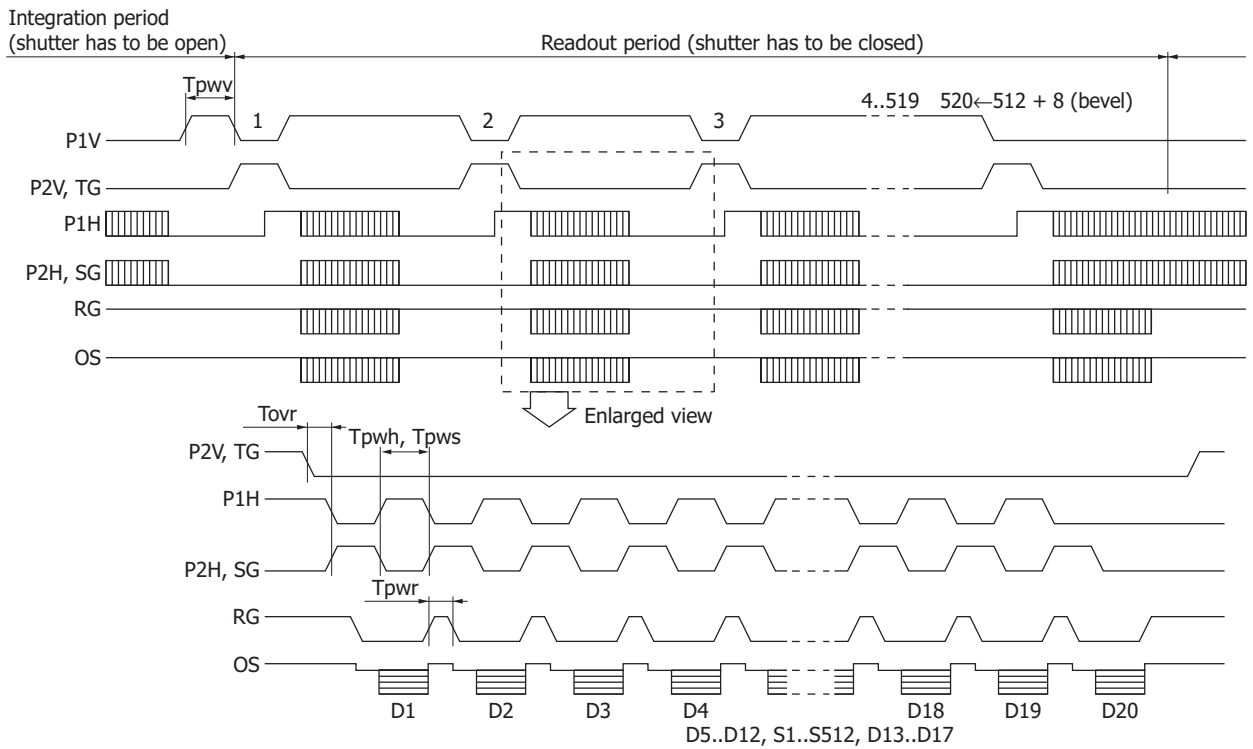 Integration period
(shutter has to be open)
Readout period (shutter has to be closed)
Tpwv
4..519 520←512 + 8 (bevel)
1 2 3
P1V
P2V, TG
P1H
P2H, SG
RG
OS
Enlarged view
Tovr
Tpwh, Tpws
P2V, TG
P1H
P2H, SG
Tpwr
RG
OS
D1 D2 D3 D4 D18 D19 D20
D5..D12, S1..S512, D13..D17